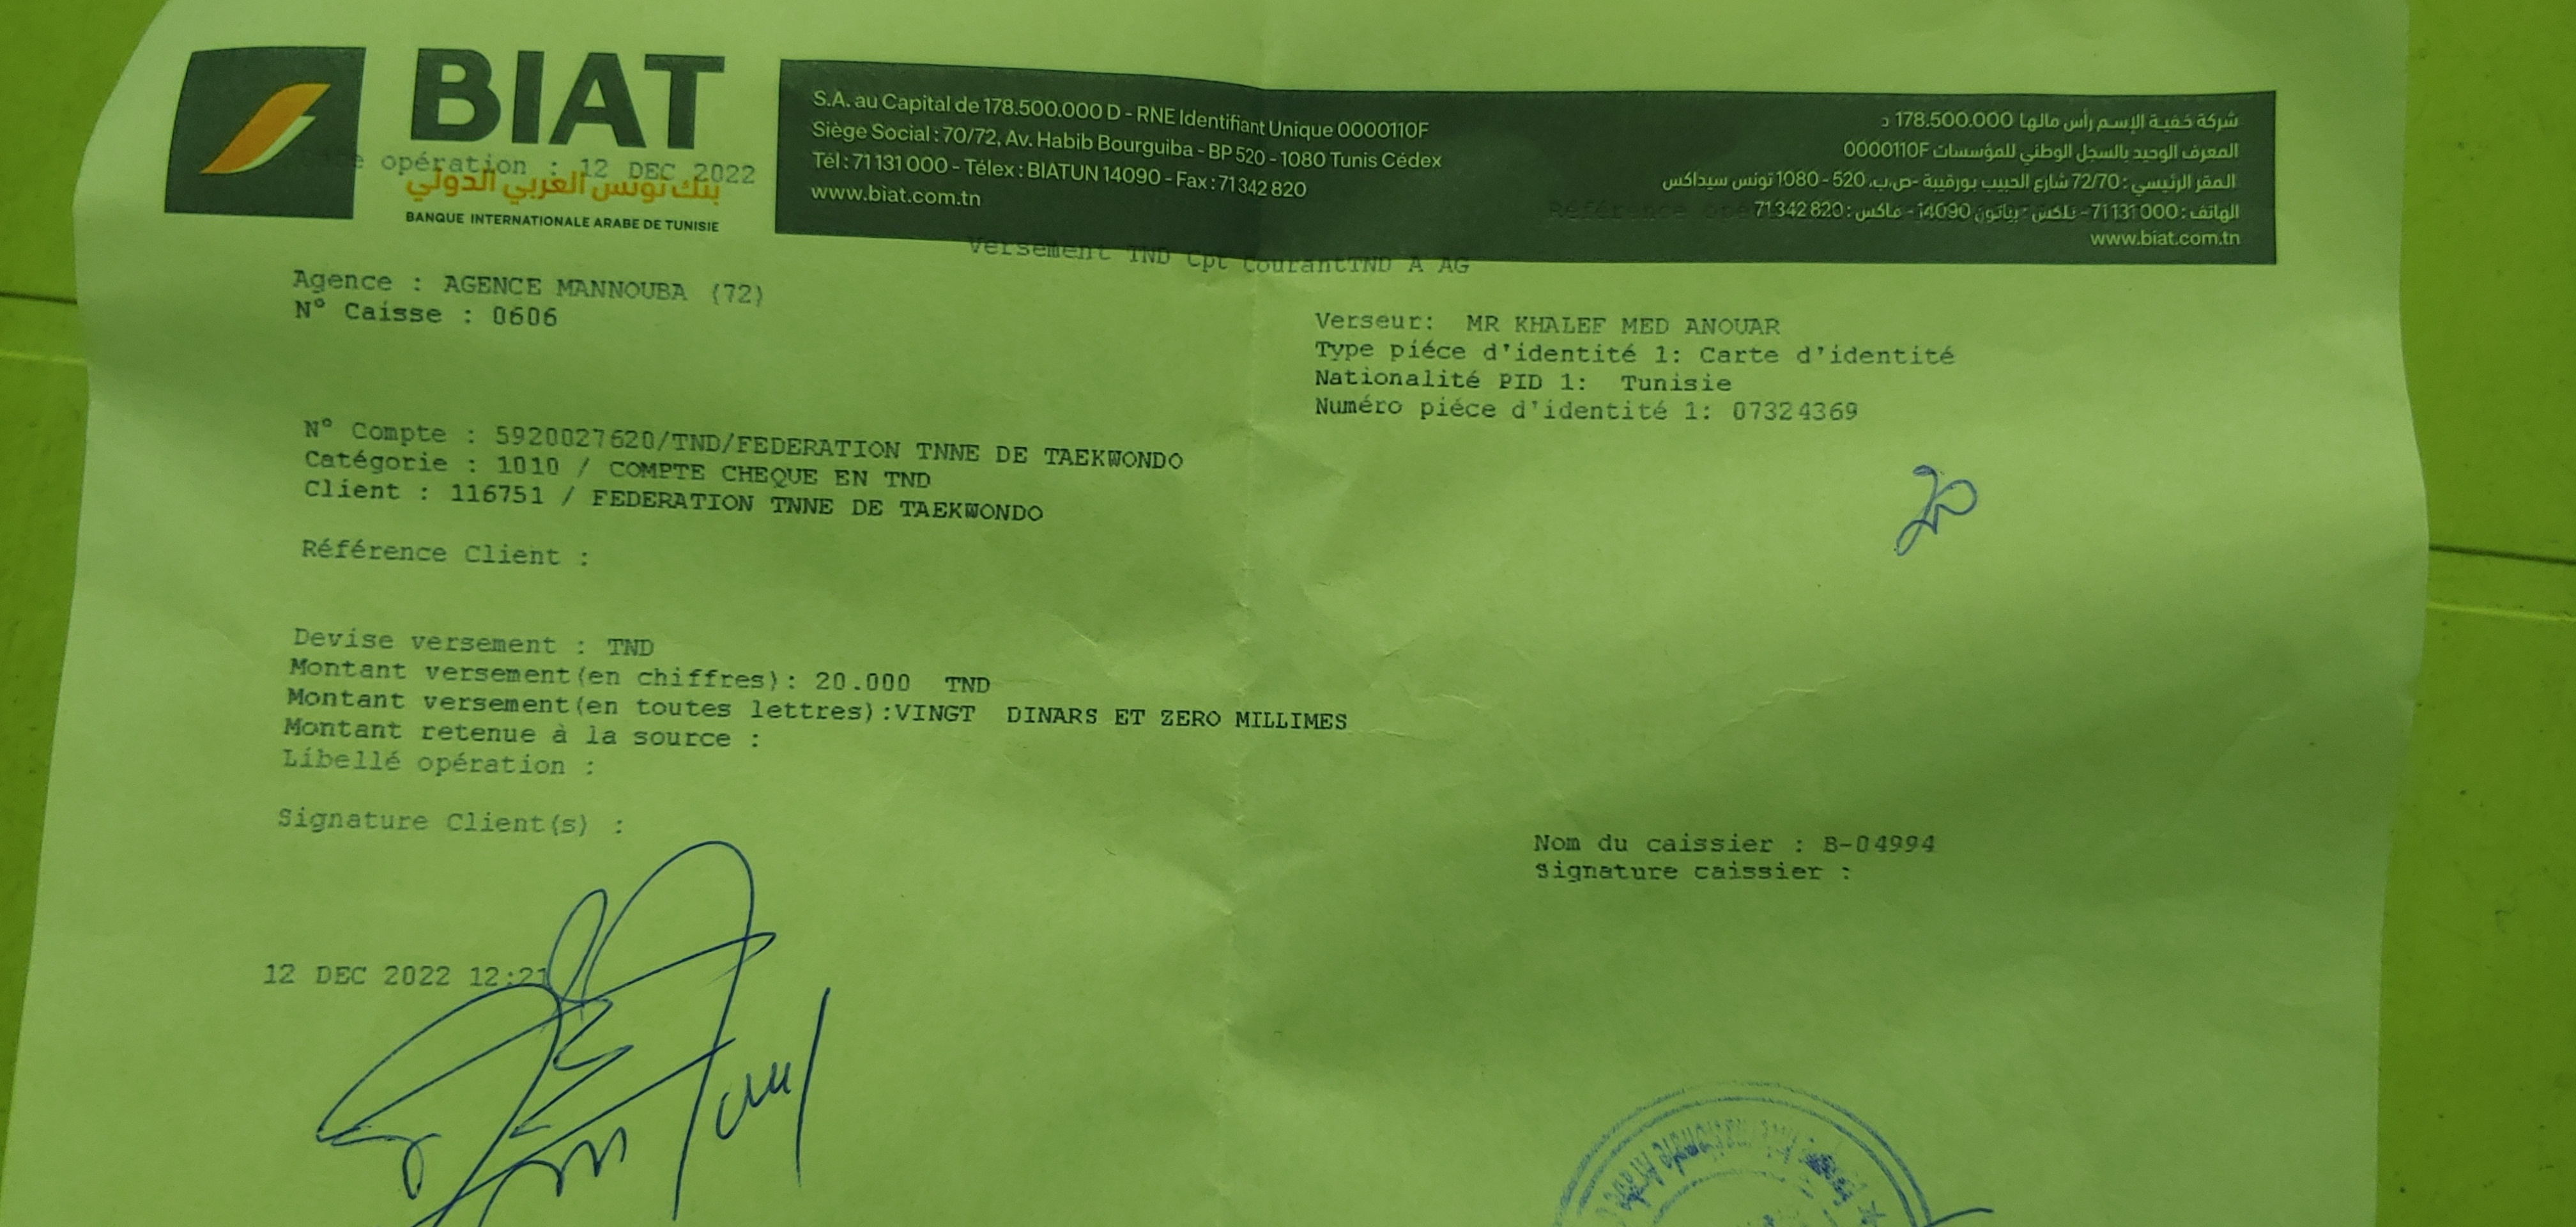 BIAT
opération : 12 DEC 2022
بنك تونس العربي الدولي
BANQUE INTERNATIONALE ARABE DE TUNISIE
S.A. au Capital de 178.500.000 D - RNE Identifiant Unique 0000110F
Siège Social : 70/72, Av. Habib Bourguiba - BP 520 - 1080 Tunis Cédex
Tél : 71 131 000 - Télex : BIATUN 14090 - Fax : 71 342 820
www.biat.com.tn
شركة خفية الإسم رأس مالها 178.500.000 د
المعرف الوحيد بالسجل الوطني للمؤسسات 0000110F
المقر الرئيسي : 72/70 شارع الحبيب بورقيبة -ص.ب. 520 - 1080 تونس سيداكس
الهاتف : 71131000 - تلكس : بياتون 14090 - فاكس : 71342820
www.biat.com.tn
Référence
Versement TND Cpt CourantTND A AG
Agence : AGENCE MANNOUBA (72)
N° Caisse : 0606
Verseur: MR KHALEF MED ANOUAR
Type piéce d'identité 1: Carte d'identité
Nationalité PID 1: Tunisie
Numéro piéce d'identité 1: 07324369
N° Compte : 5920027620/TND/FEDERATION TNNE DE TAEKWONDO
Catégorie : 1010 / COMPTE CHEQUE EN TND
Client : 116751 / FEDERATION TNNE DE TAEKWONDO
20
Référence Client :
Devise versement : TND
Montant versement(en chiffres): 20.000 TND
Montant versement(en toutes lettres):VINGT DINARS ET ZERO MILLIMES
Montant retenue à la source :
Libellé opération :
Signature Client(s) :
Nom du caissier : B-04994
Signature caissier :
12 DEC 2022 12:21